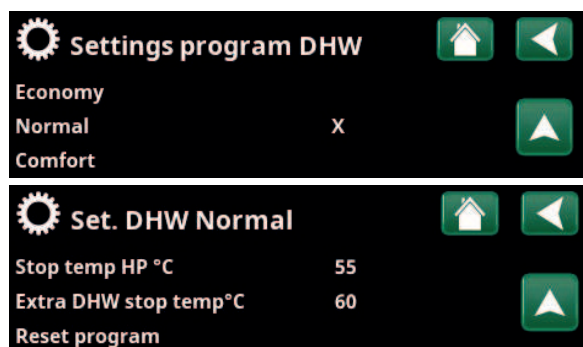 Settings program DHW
Economy
Normal X
Comfort
Set. DHW Normal
Stop temp HP °C 55
Extra DHW stop temp°C 60
Reset program